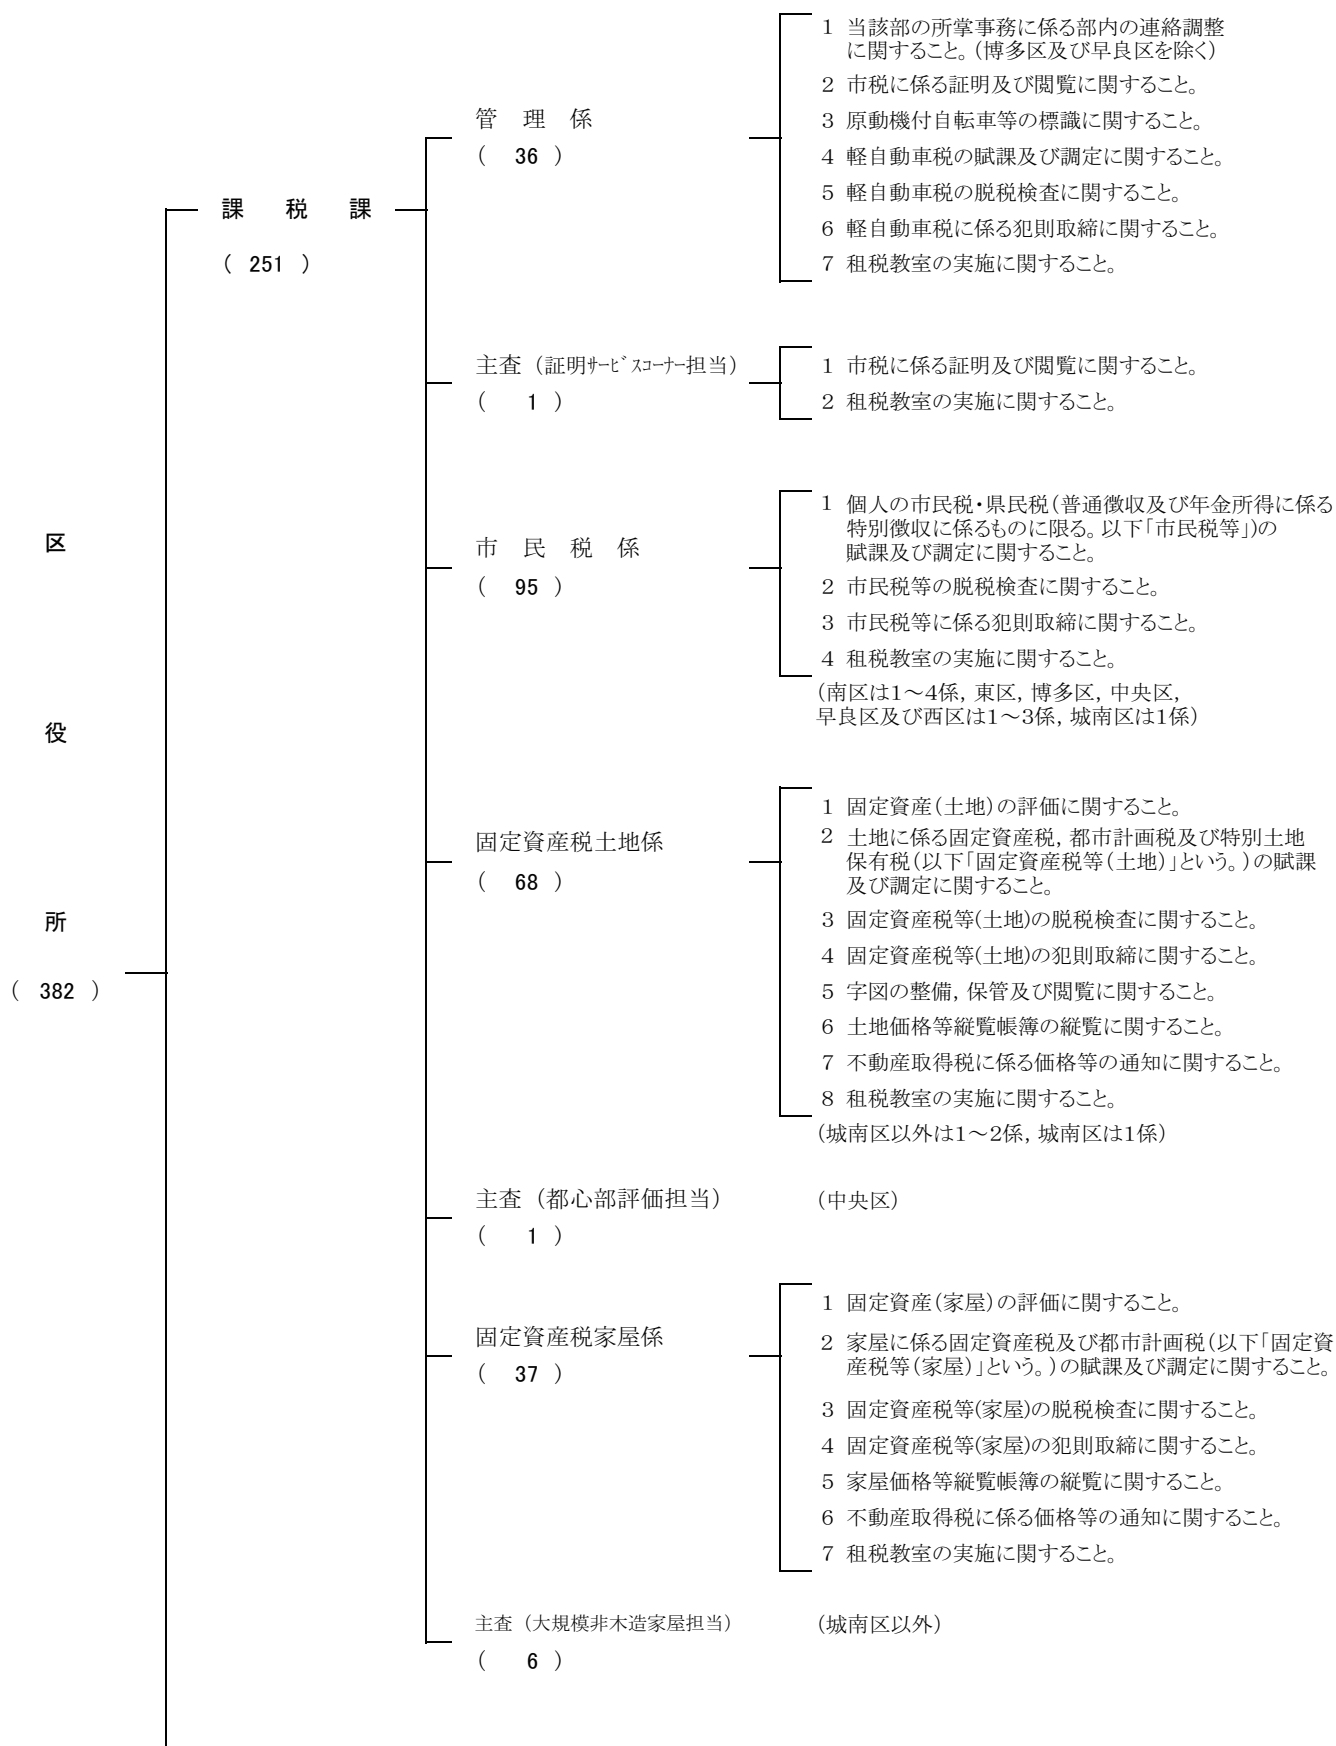 区
役
所
（ 382 ）
課 税 課
（ 251 ）
管 理 係
（ 36 ）
1 当該部の所掌事務に係る部内の連絡調整
に関すること。（博多区及び早良区を除く）
2 市税に係る証明及び閲覧に関すること。
3 原動機付自転車等の標識に関すること。
4 軽自動車税の賦課及び調定に関すること。
5 軽自動車税の脱税検査に関すること。
6 軽自動車税に係る犯則取締に関すること。
7 租税教室の実施に関すること。
主査（証明ｻｰﾋﾞｽｺｰﾅｰ担当）
（ 1 ）
1 市税に係る証明及び閲覧に関すること。
2 租税教室の実施に関すること。
市 民 税 係
（ 95 ）
1 個人の市民税・県民税（普通徴収及び年金所得に係る
特別徴収に係るものに限る。以下「市民税等」)の
賦課及び調定に関すること。
2 市民税等の脱税検査に関すること。
3 市民税等に係る犯則取締に関すること。
4 租税教室の実施に関すること。
（南区は1～4係，東区，博多区，中央区，
早良区及び西区は1～3係，城南区は1係）
固定資産税土地係
（ 68 ）
1 固定資産（土地）の評価に関すること。
2 土地に係る固定資産税，都市計画税及び特別土地
保有税（以下「固定資産税等（土地）」という。）の賦課
及び調定に関すること。
3 固定資産税等(土地)の脱税検査に関すること。
4 固定資産税等(土地)の犯則取締に関すること。
5 字図の整備，保管及び閲覧に関すること。
6 土地価格等縦覧帳簿の縦覧に関すること。
7 不動産取得税に係る価格等の通知に関すること。
8 租税教室の実施に関すること。
（城南区以外は1～2係，城南区は1係）
主査（都心部評価担当）
（ 1 ）
（中央区）
固定資産税家屋係
（ 37 ）
1 固定資産（家屋）の評価に関すること。
2 家屋に係る固定資産税及び都市計画税（以下「固定資
産税等（家屋）」という。）の賦課及び調定に関すること。
3 固定資産税等(家屋)の脱税検査に関すること。
4 固定資産税等(家屋)の犯則取締に関すること。
5 家屋価格等縦覧帳簿の縦覧に関すること。
6 不動産取得税に係る価格等の通知に関すること。
7 租税教室の実施に関すること。
主査（大規模非木造家屋担当）
（ 6 ）
（城南区以外）